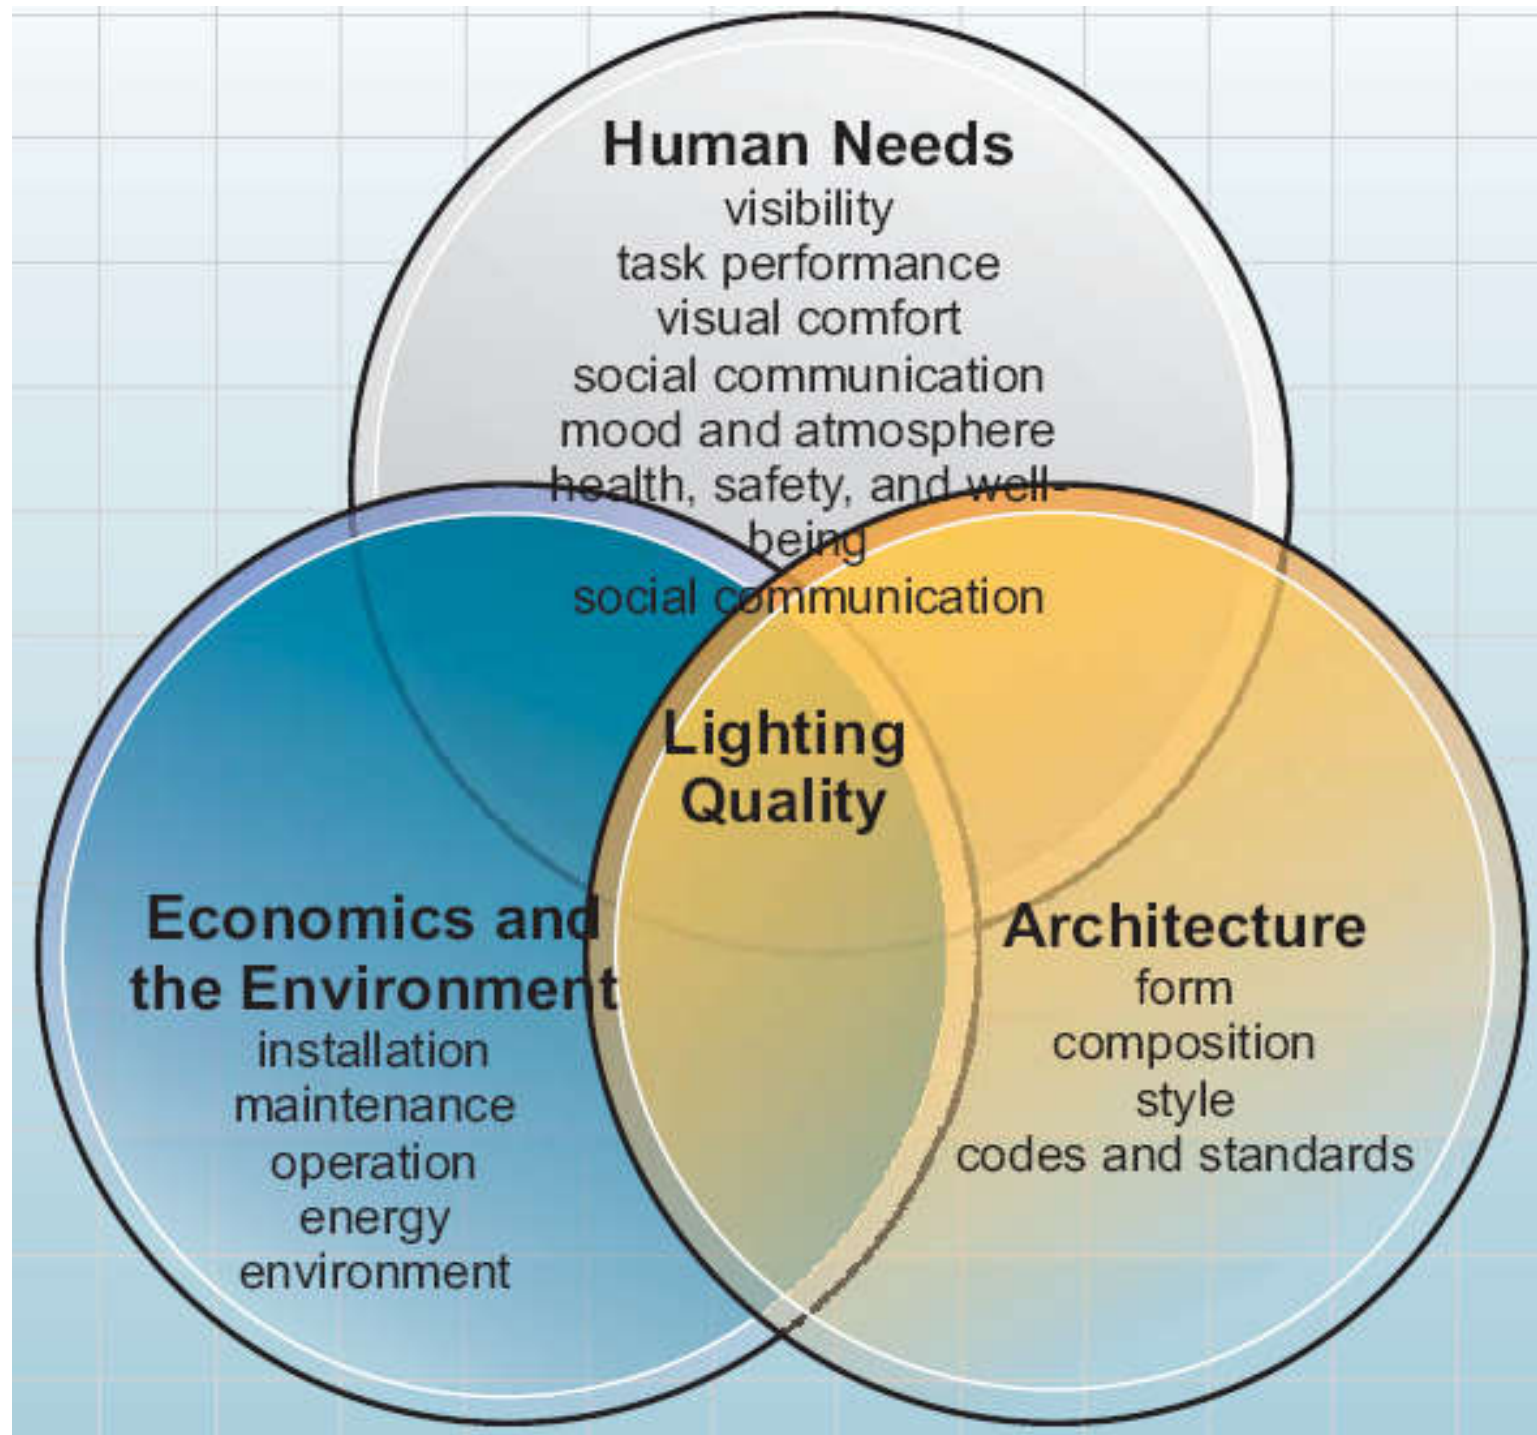 Human Needs
visibility
task performance
visual comfort
social communication
mood and atmosphere
health, safety, and well-
being
social communication
Lighting
Quality
Economics and
the Environment
installation
maintenance
operation
energy
environment
Architecture
form
composition
style
codes and standards